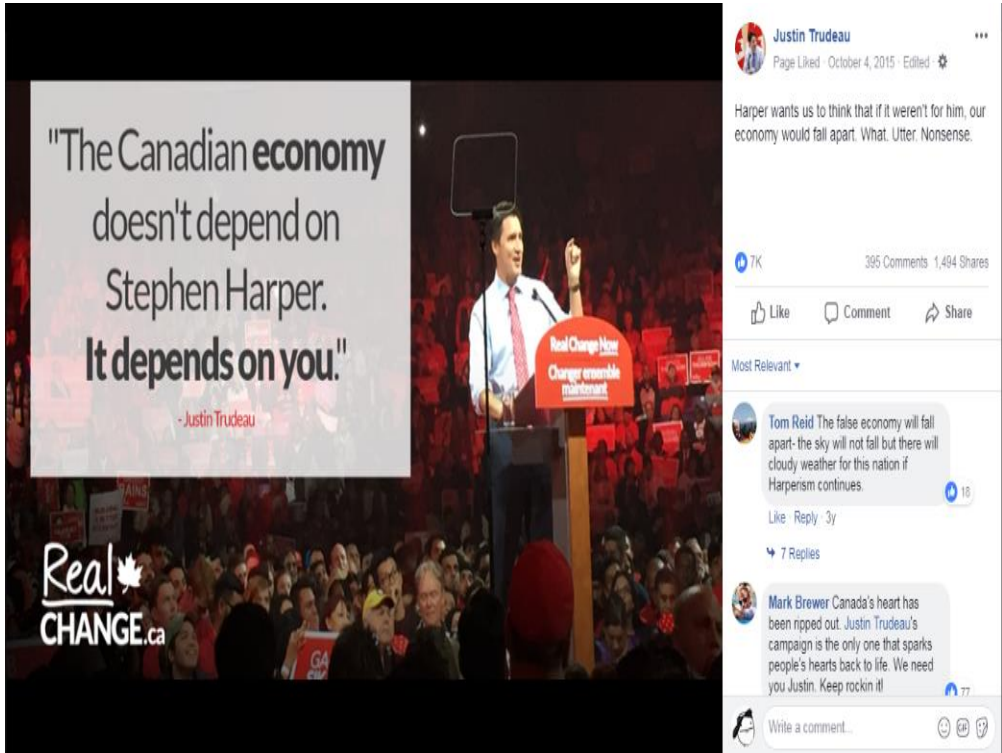 "The Canadian economy
doesn't depend on
Stephen Harper.
It depends on you."
- Justin Trudeau
Real Change Now
Changer ensemble
maintenant
Real
CHANGE.ca
Justin Trudeau
Page Liked · October 4, 2015 · Edited ·
Harper wants us to think that if it weren't for him, our
economy would fall apart. What. Utter. Nonsense.
7K
395 Comments 1,494 Shares
Like Comment Share
Most Relevant
Tom Reid The false economy will fall
apart- the sky will not fall but there will
cloudy weather for this nation if
Harperism continues.
18
Like · Reply · 3y
7 Replies
Mark Brewer Canada's heart has
been ripped out. Justin Trudeau's
campaign is the only one that sparks
people's hearts back to life. We need
you Justin. Keep rockin it!
77
Write a comment...
GIF